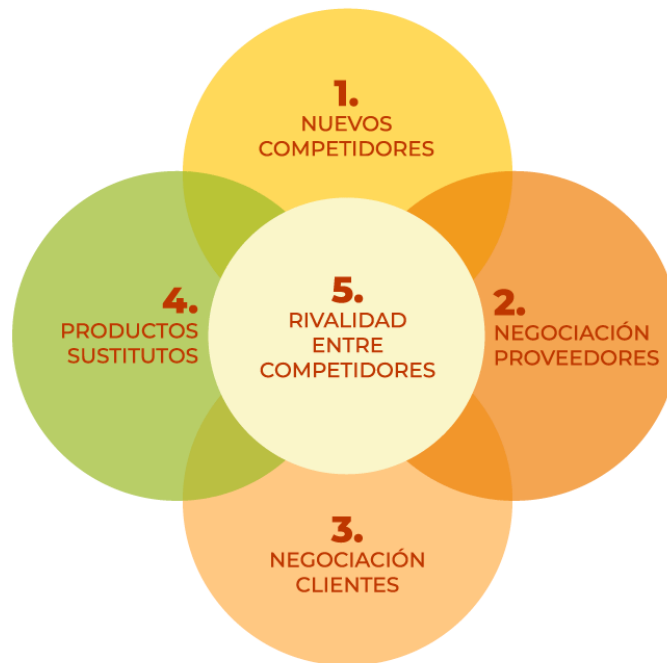 1.
NUEVOS
COMPETIDORES
4.
PRODUCTOS
SUSTITUTOS
5.
RIVALIDAD
ENTRE
COMPETIDORES
2.
NEGOCIACIÓN
PROVEEDORES
3.
NEGOCIACIÓN
CLIENTES